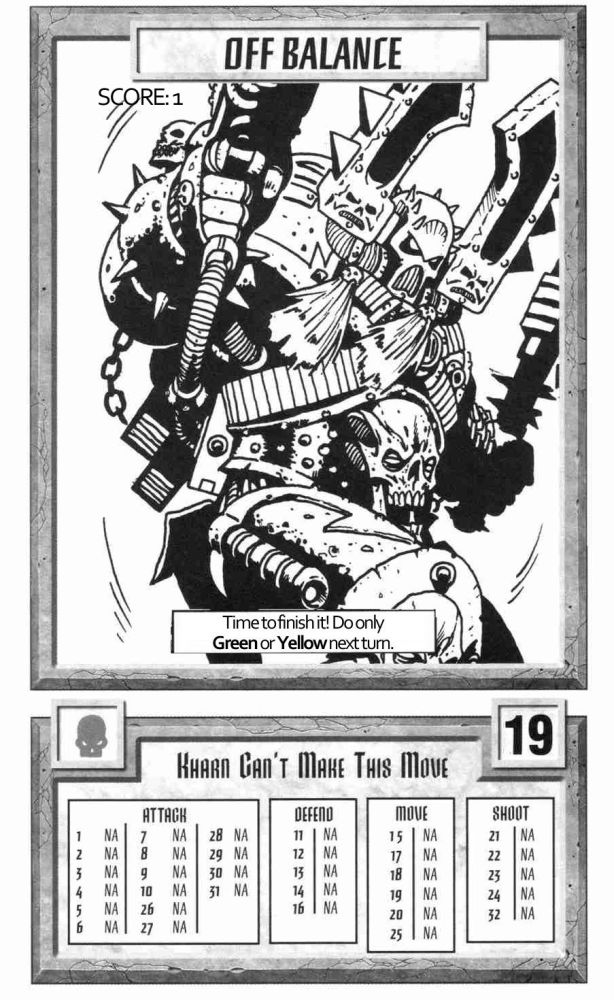 OFF BALANCE
SCORE: 1
Time to finish it! Do only
Green or Yellow next turn.
19
KHARN CAN'T MAKE THIS MOVE
ATTACK
1 NA 7 NA 28 NA
2 NA 8 NA 29 NA
3 NA 9 NA 30 NA
4 NA 10 NA 31 NA
5 NA 26 NA
6 NA 27 NA
DEFEND
11 NA
12 NA
13 NA
14 NA
16 NA
MOVE
15 NA
17 NA
18 NA
19 NA
20 NA
25 NA
SHOOT
21 NA
22 NA
23 NA
24 NA
32 NA